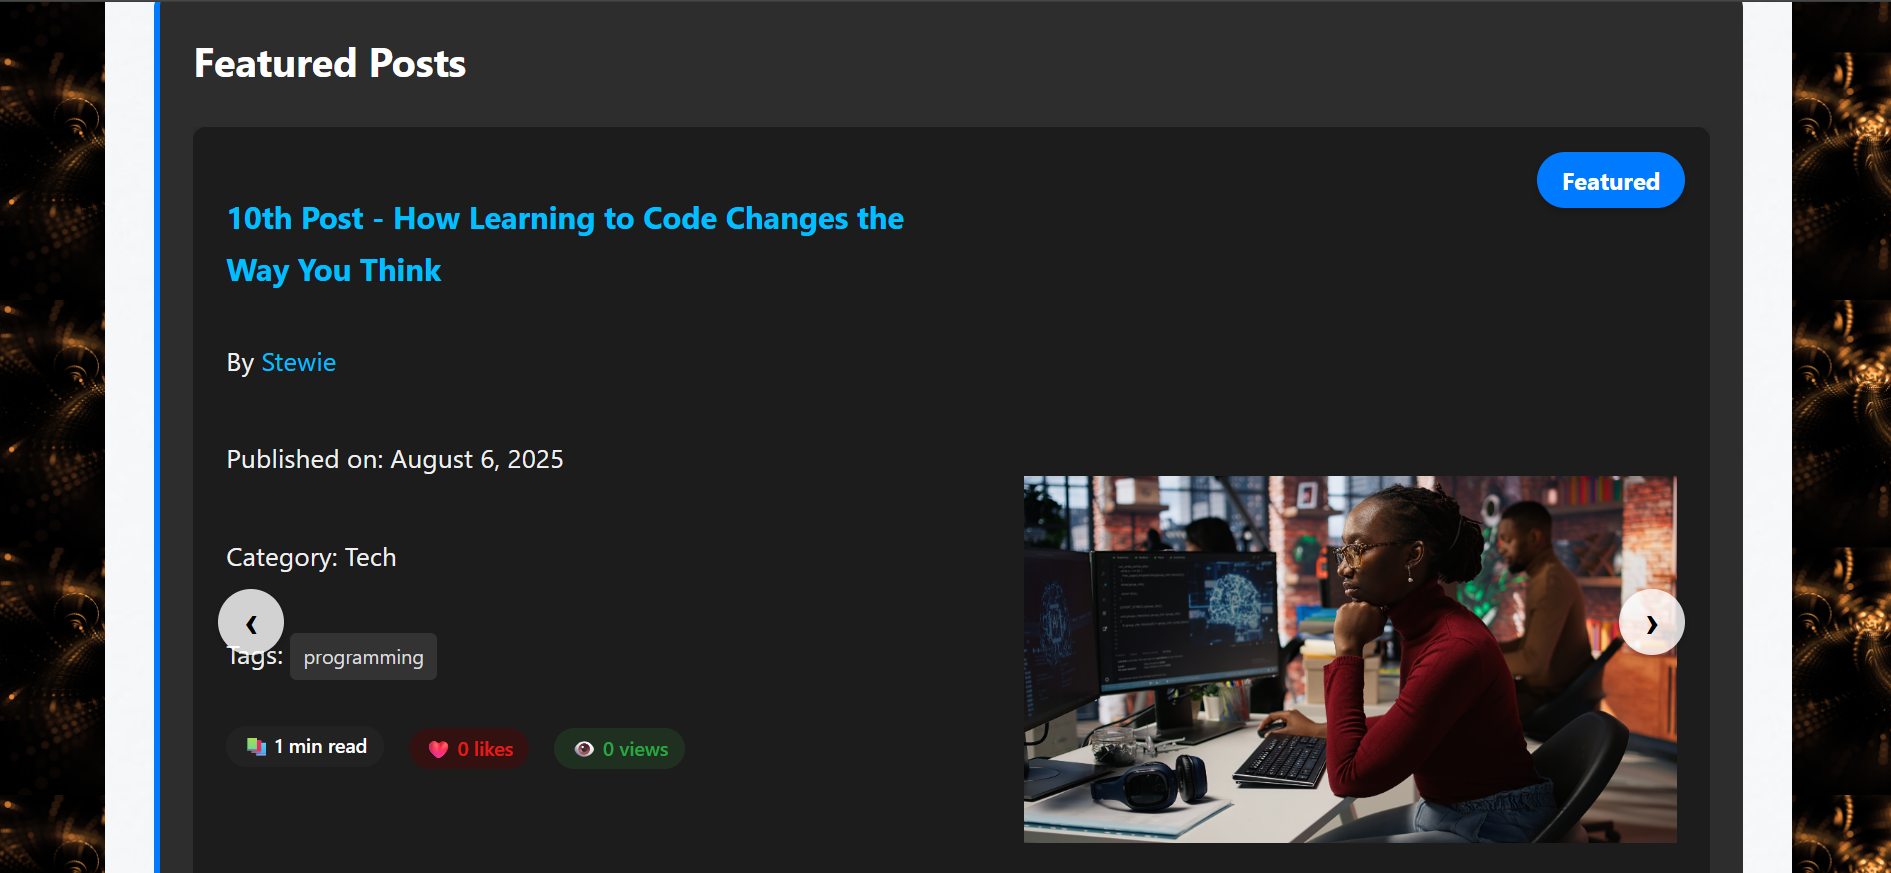 Featured Posts
Featured
10th Post - How Learning to Code Changes the
Way You Think
By Stewie
Published on: August 6, 2025
Category: Tech
‹
›
Tags: programming
1 min read
0 likes
0 views